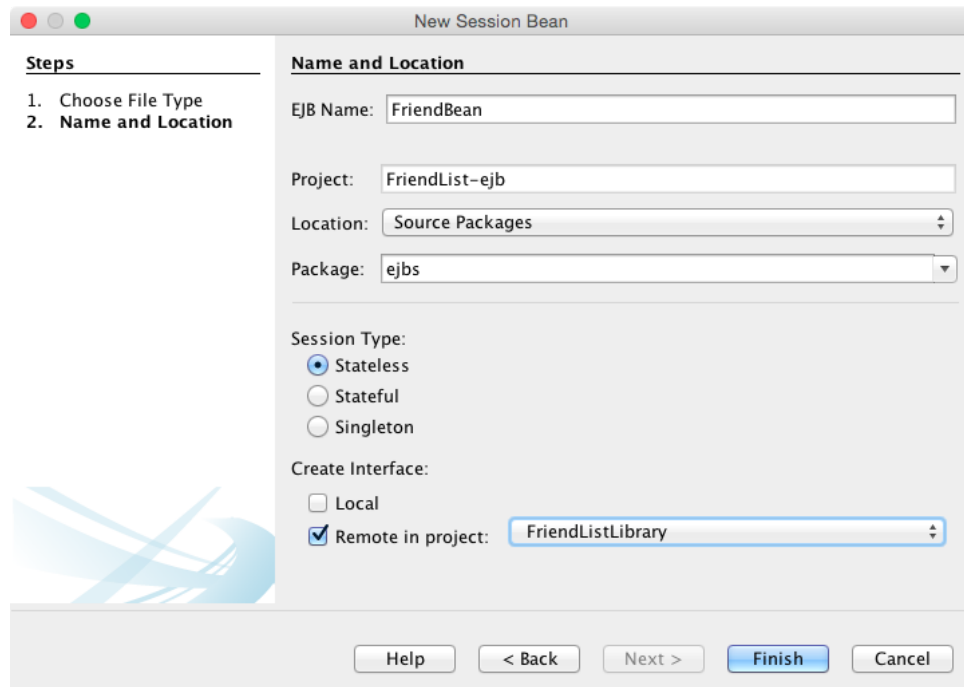 New Session Bean
Steps
1. Choose File Type
2. Name and Location
Name and Location
EJB Name: FriendBean
Project: FriendList-ejb
Location: Source Packages
Package: ejbs
Session Type:
Stateless
Stateful
Singleton
Create Interface:
Local
Remote in project: FriendListLibrary
Help < Back Next > Finish Cancel